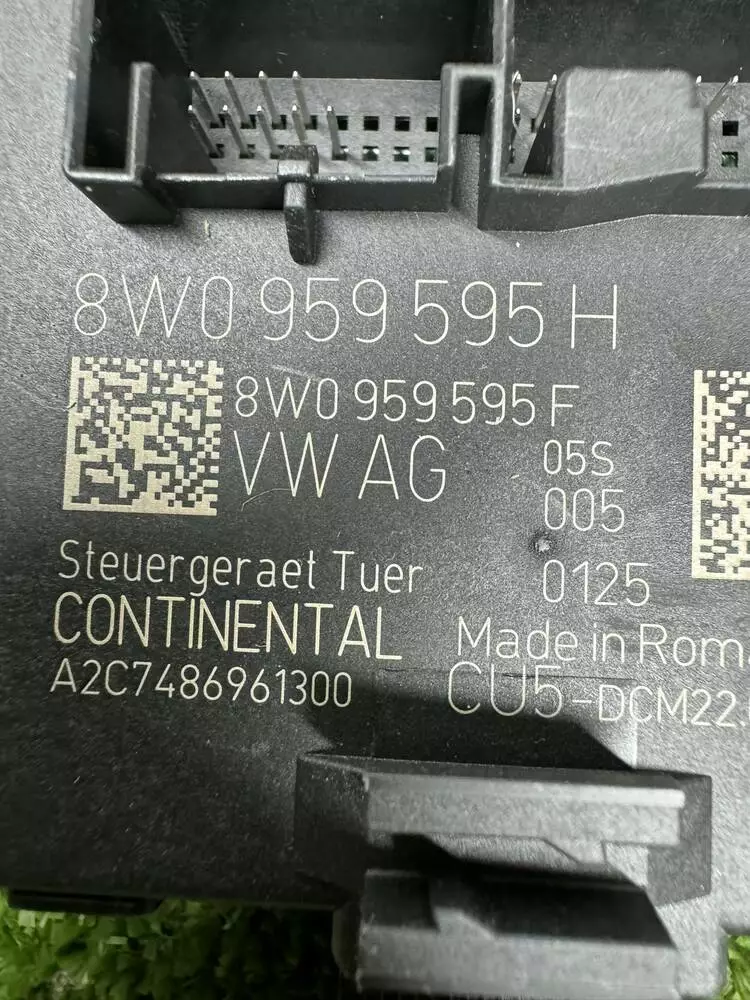 8W0 959 595 H
8W0 959 595 F
VW AG 05S
005
Steuergeraet Tuer 0125
CONTINENTAL Made in Rom
A2C7486961300 CU5-DCM22.